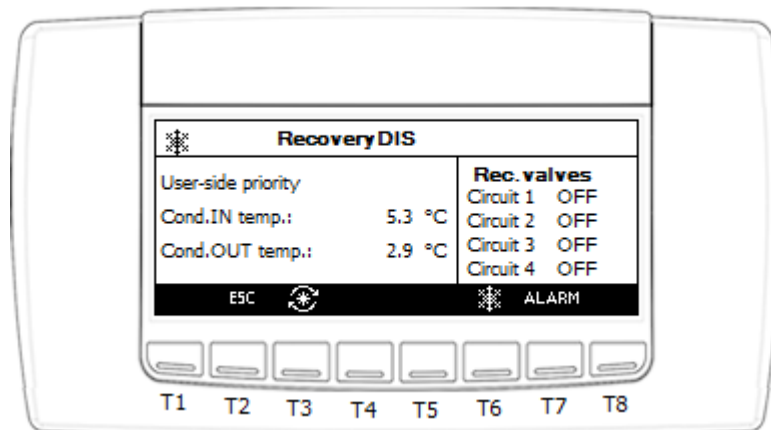 Recovery DIS
User-side priority
Cond.IN temp.: 5.3 °C
Cond.OUT temp.: 2.9 °C
Rec. valves
Circuit 1 OFF
Circuit 2 OFF
Circuit 3 OFF
Circuit 4 OFF
ESC ALARM
T1 T2 T3 T4 T5 T6 T7 T8